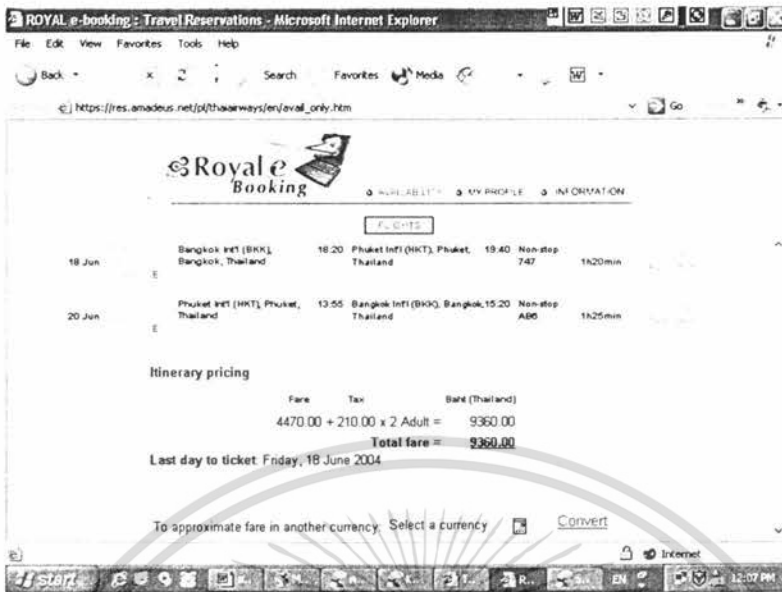 ROYAL e-booking : Travel Reservations - Microsoft Internet Explorer
File Edit View Favorites Tools Help
Back Search Favorites Media
https://res.amadeus.net/pl/thaiairways/en/avail_only.htm Go
Royal e
Booking
AVAILABILITY MY PROFILE INFORMATION
FLIGHTS
18 Jun Bangkok Int'l (BKK), Bangkok, Thailand 18:20 Phuket Int'l (HKT), Phuket, Thailand 19:40 Non-stop 747 1h20min
E
20 Jun Phuket Int'l (HKT), Phuket, Thailand 13:55 Bangkok Int'l (BKK), Bangkok, Thailand 15:20 Non-stop AB6 1h25min
E
Itinerary pricing
Fare Tax Baht (Thailand)
4470.00 + 210.00 x 2 Adult = 9360.00
Total fare = 9360.00
Last day to ticket: Friday, 18 June 2004
To approximate fare in another currency: Select a currency Convert
Internet
start EN 12:07 PM